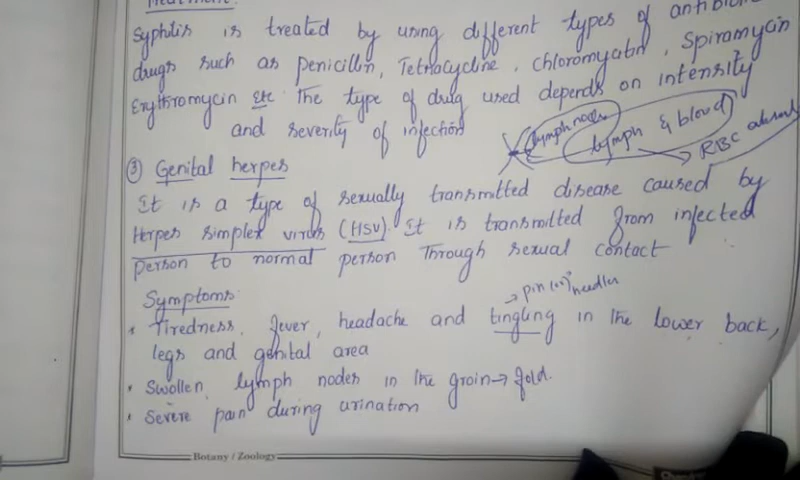 Treatment:
Syphilis is treated by using different types of antibiotic
drugs such as penicillin, Tetracycline, Chloromycetin, Spiramycin
Erythromycin Etc The type of drug used depends on intensity
and severity of infection
lymph nodes
lymph & blood
RBC absent
③ Genital herpes
It is a type of sexually transmitted disease caused by
Herpes simplex virus (HSV). It is transmitted from infected
person to normal person Through sexual contact
Symptoms:
→ pin (or) needles
* Tiredness, fever, headache and tingling in the lower back,
legs and genital area
* Swollen lymph nodes in the groin → fold.
* Severe pain during urination
Botany / Zoology